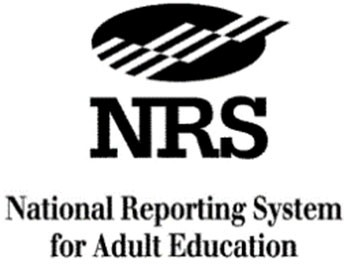 NRS
National Reporting System
for Adult Education